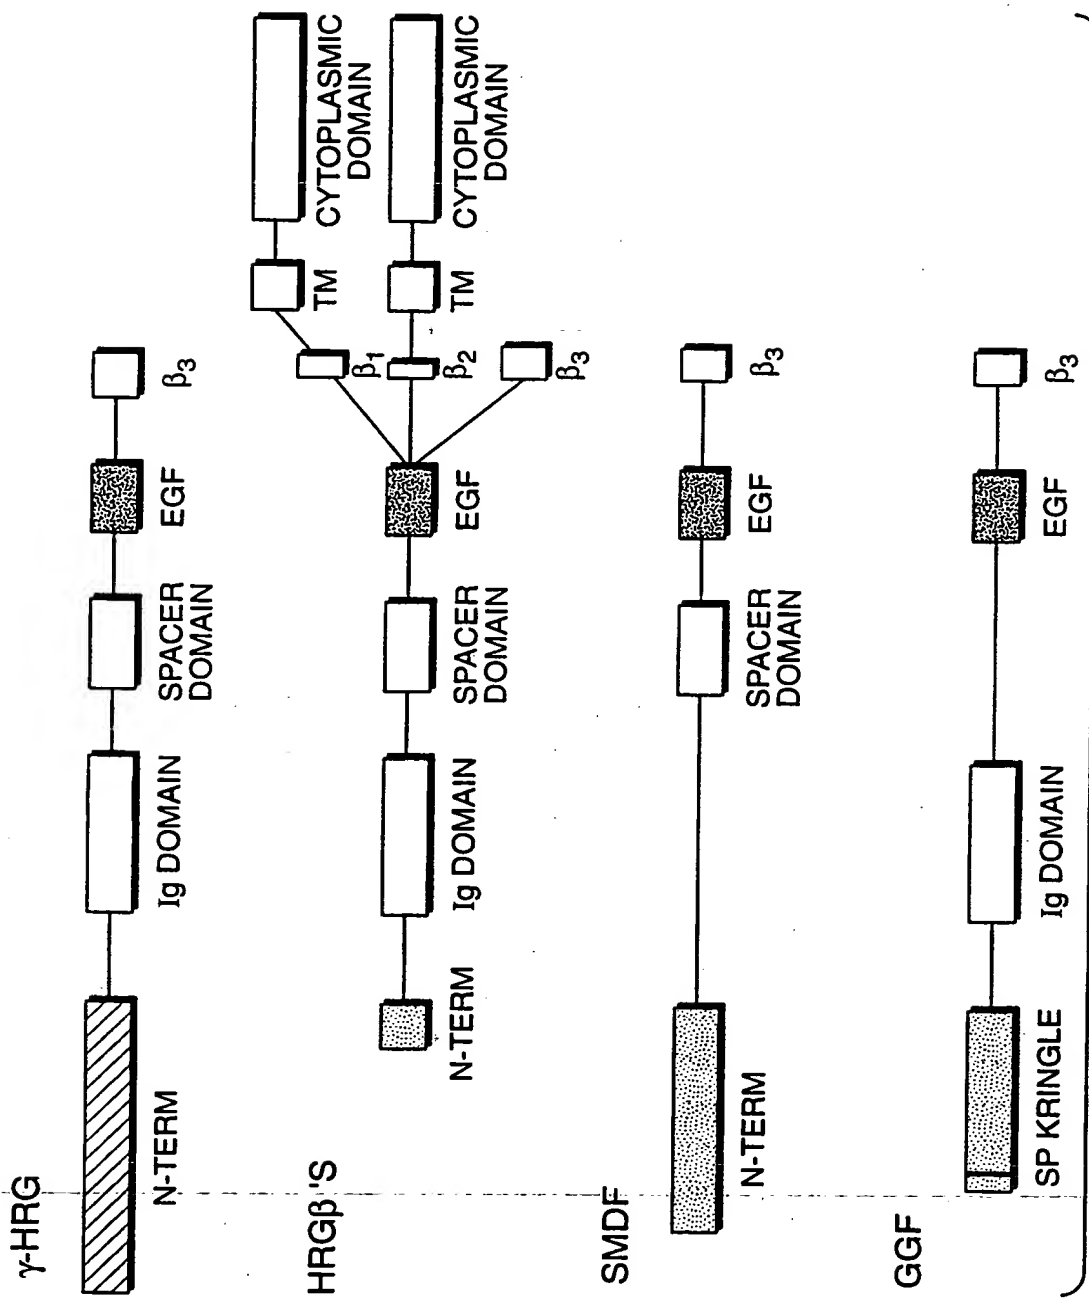 γ-HRG
N-TERM
Ig DOMAIN
SPACER
DOMAIN
EGF
β3
HRGβ 'S
N-TERM
Ig DOMAIN
SPACER
DOMAIN
EGF
β1
TM
CYTOPLASMIC
DOMAIN
β2
TM
CYTOPLASMIC
DOMAIN
β3
SMDF
N-TERM
SPACER
DOMAIN
EGF
β3
GGF
SP KRINGLE
Ig DOMAIN
EGF
β3